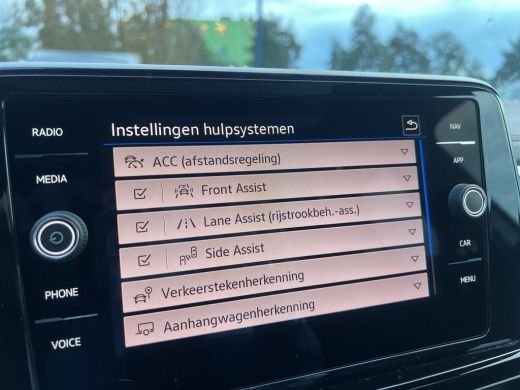 RADIO
MEDIA
PHONE
VOICE
Instellingen hulpsystemen
ACC (afstandsregeling)
Front Assist
Lane Assist (rijstrookbeh.-ass.)
Side Assist
Verkeerstekenherkenning
Aanhangwagenherkenning
NAV
APP
CAR
MENU